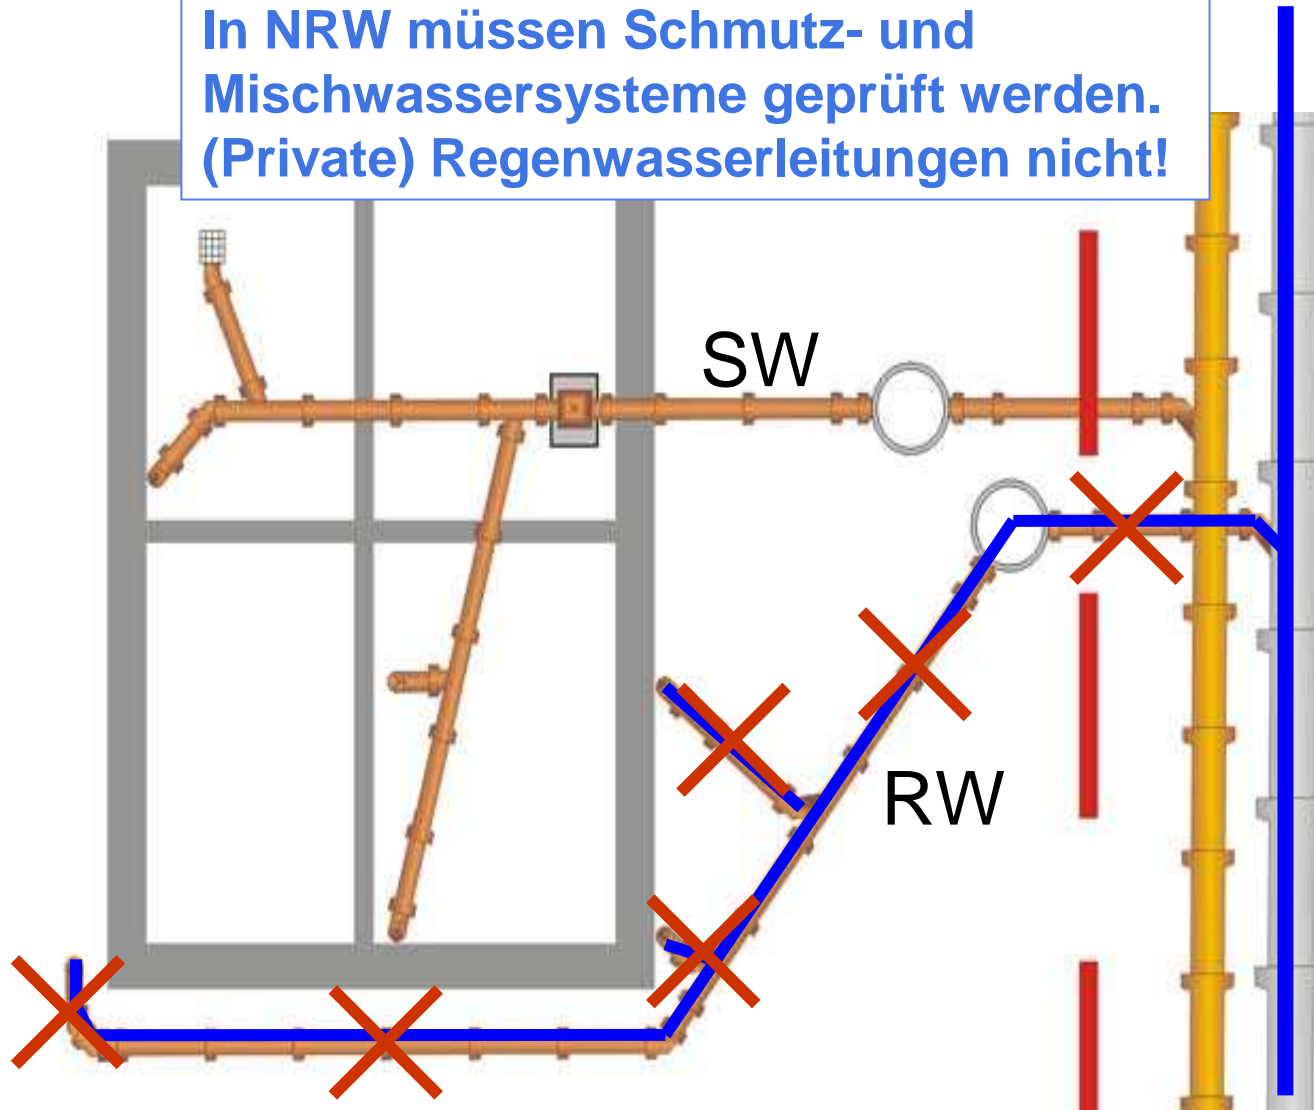 In NRW müssen Schmutz- und
Mischwassersysteme geprüft werden.
(Private) Regenwasserleitungen nicht!
SW
RW